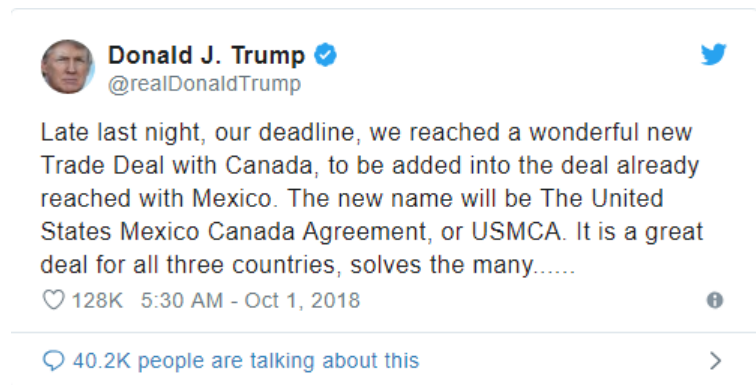 Donald J. Trump
@realDonaldTrump
Late last night, our deadline, we reached a wonderful new
Trade Deal with Canada, to be added into the deal already
reached with Mexico. The new name will be The United
States Mexico Canada Agreement, or USMCA. It is a great
deal for all three countries, solves the many......
128K 5:30 AM - Oct 1, 2018
40.2K people are talking about this